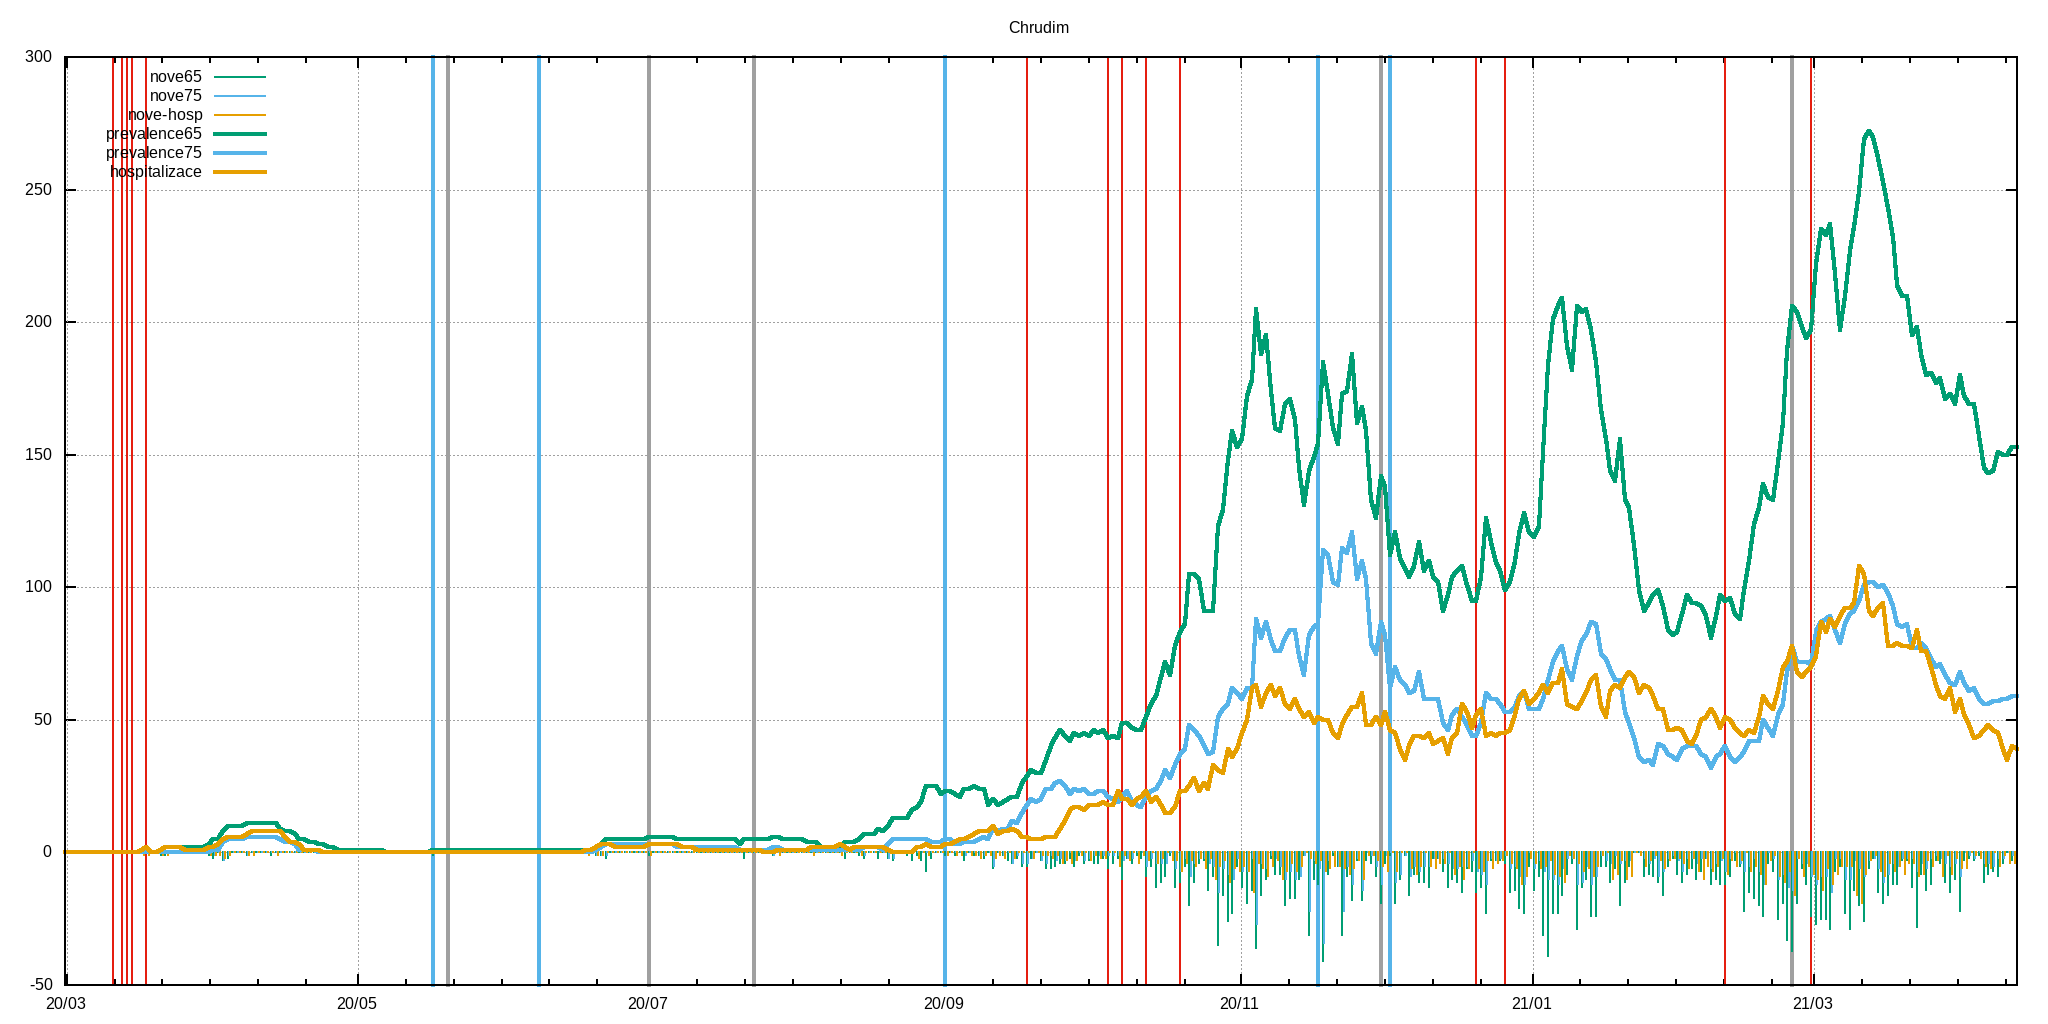 Chrudim
300
nove65
nove75
nove-hosp
prevalence65
prevalence75
hospitalizace
250
200
150
100
50
0
-50
20/03 20/05 20/07 20/09 20/11 21/01 21/03